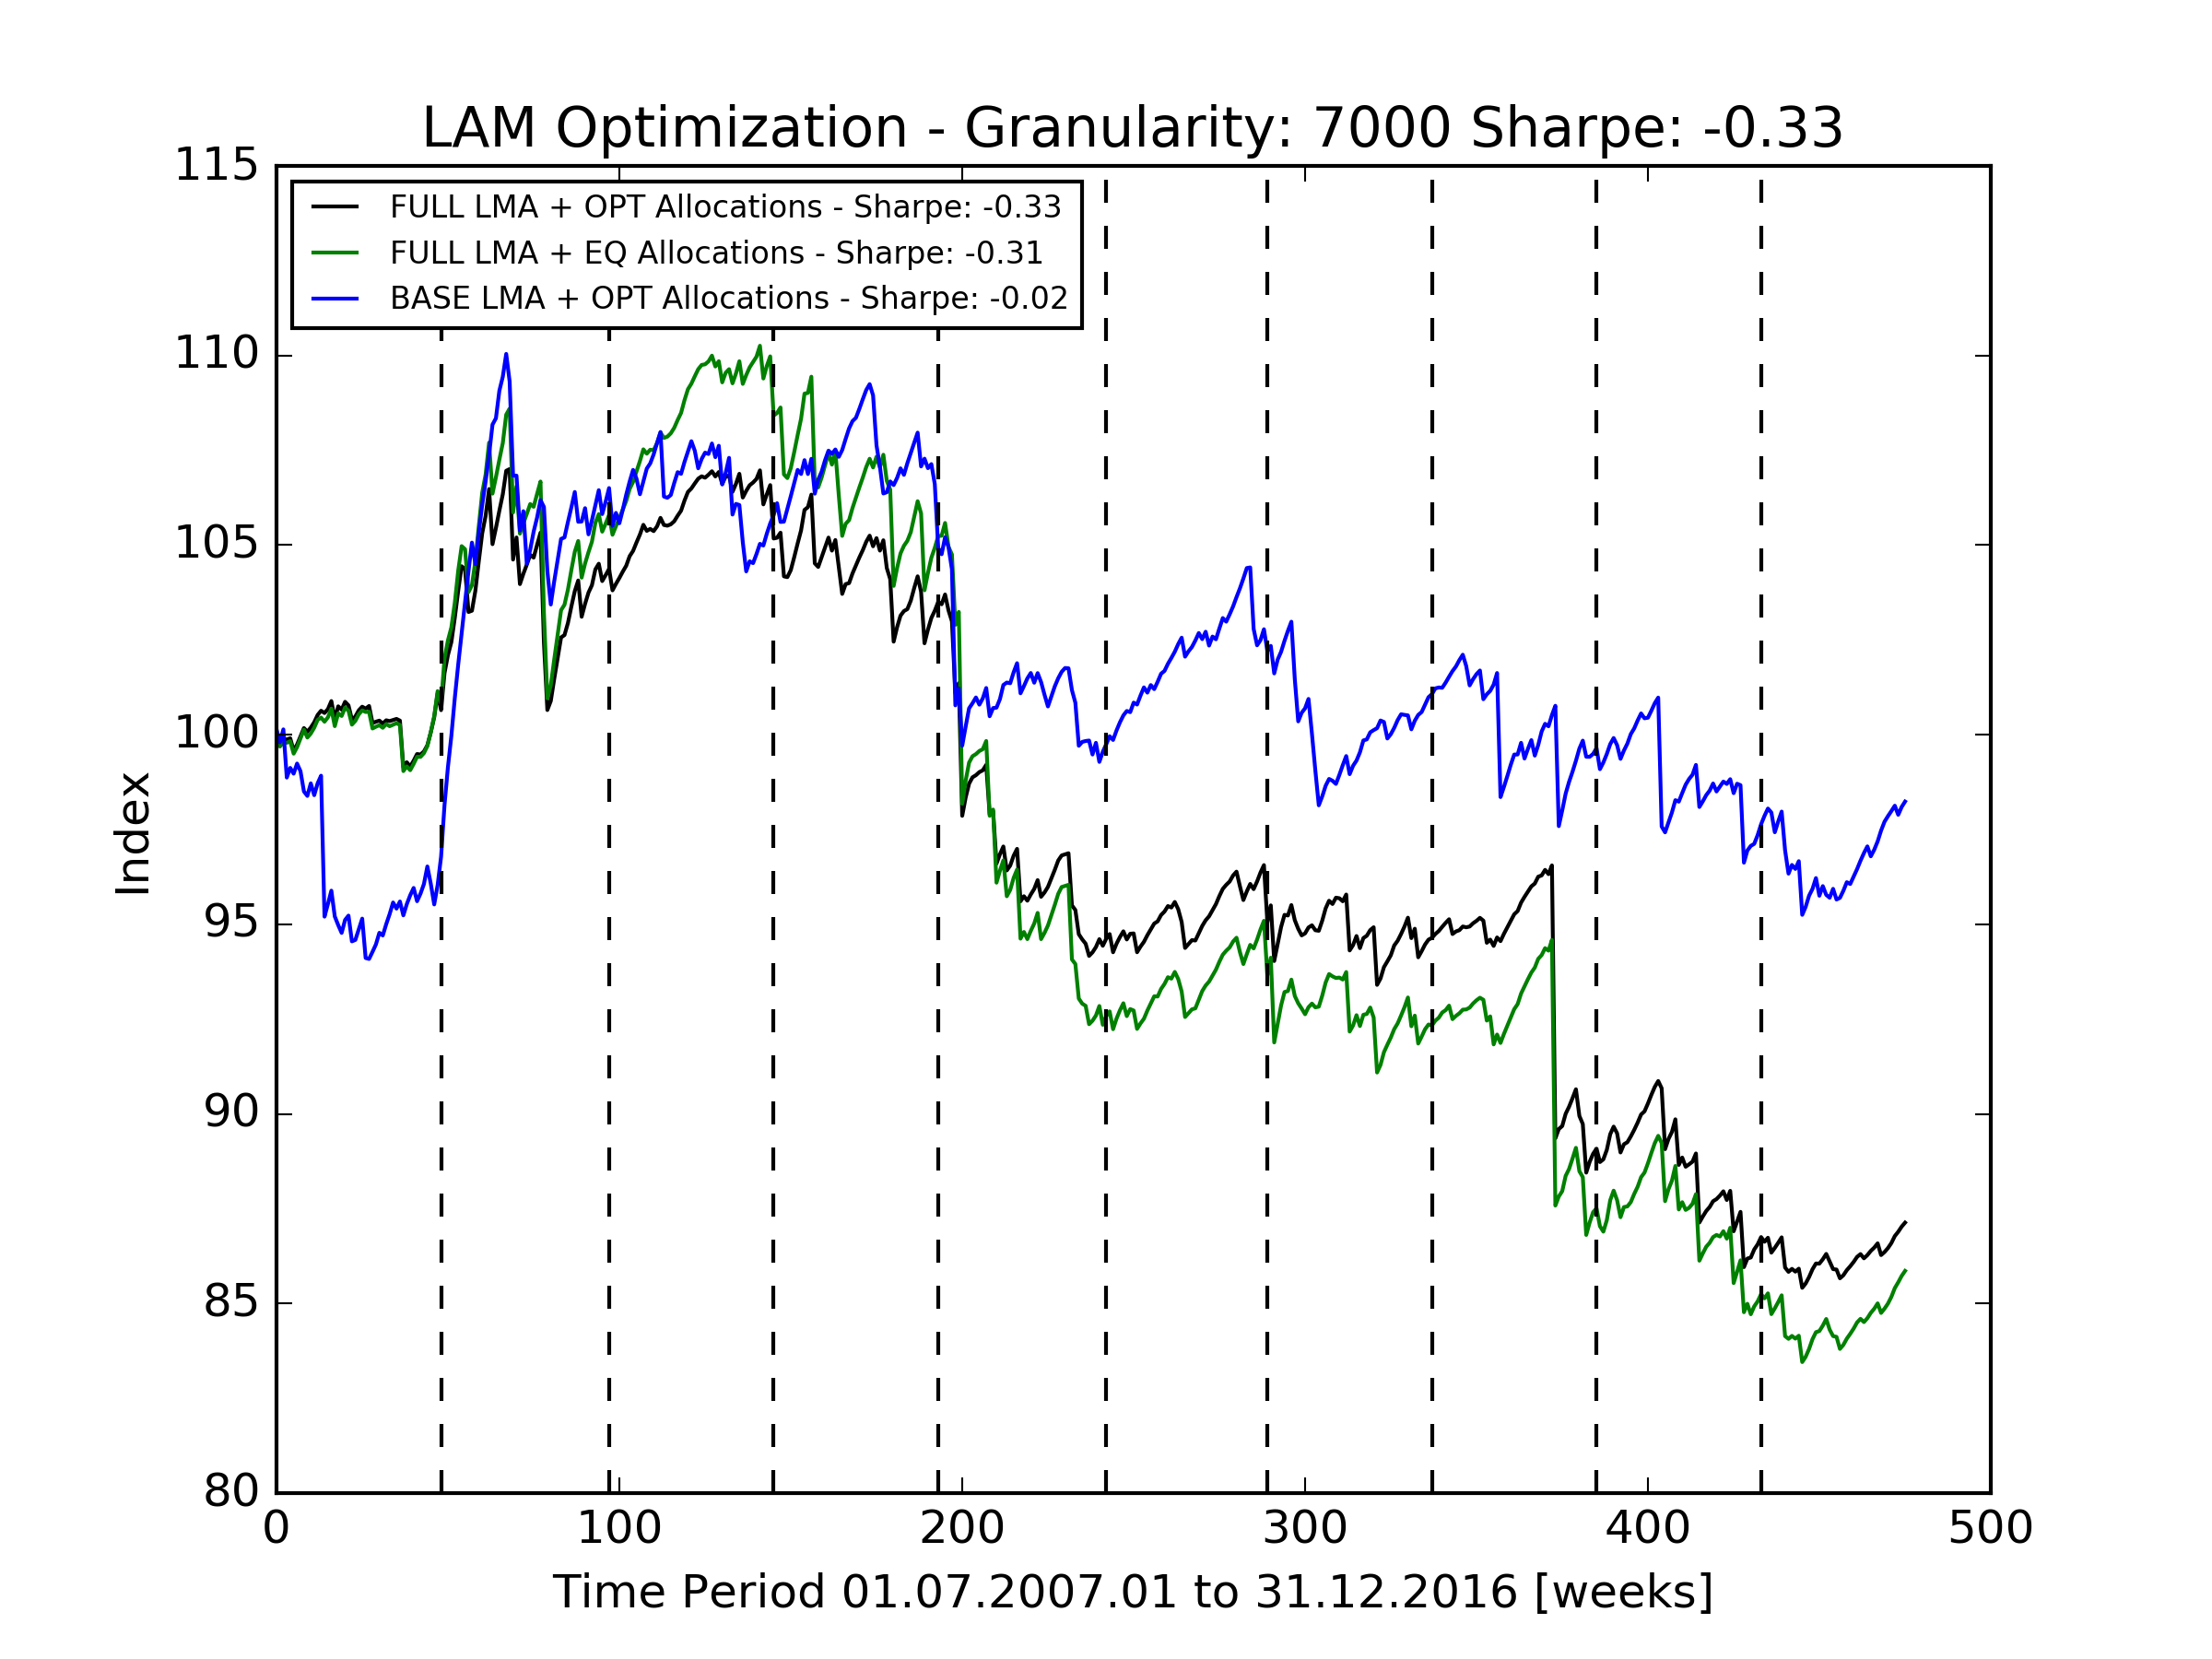 LAM Optimization - Granularity: 7000 Sharpe: -0.33
115
FULL LMA + OPT Allocations - Sharpe: -0.33
FULL LMA + EQ Allocations - Sharpe: -0.31
BASE LMA + OPT Allocations - Sharpe: -0.02
110
105
100
95
90
85
80
Index
0 100 200 300 400 500
Time Period 01.07.2007.01 to 31.12.2016 [weeks]